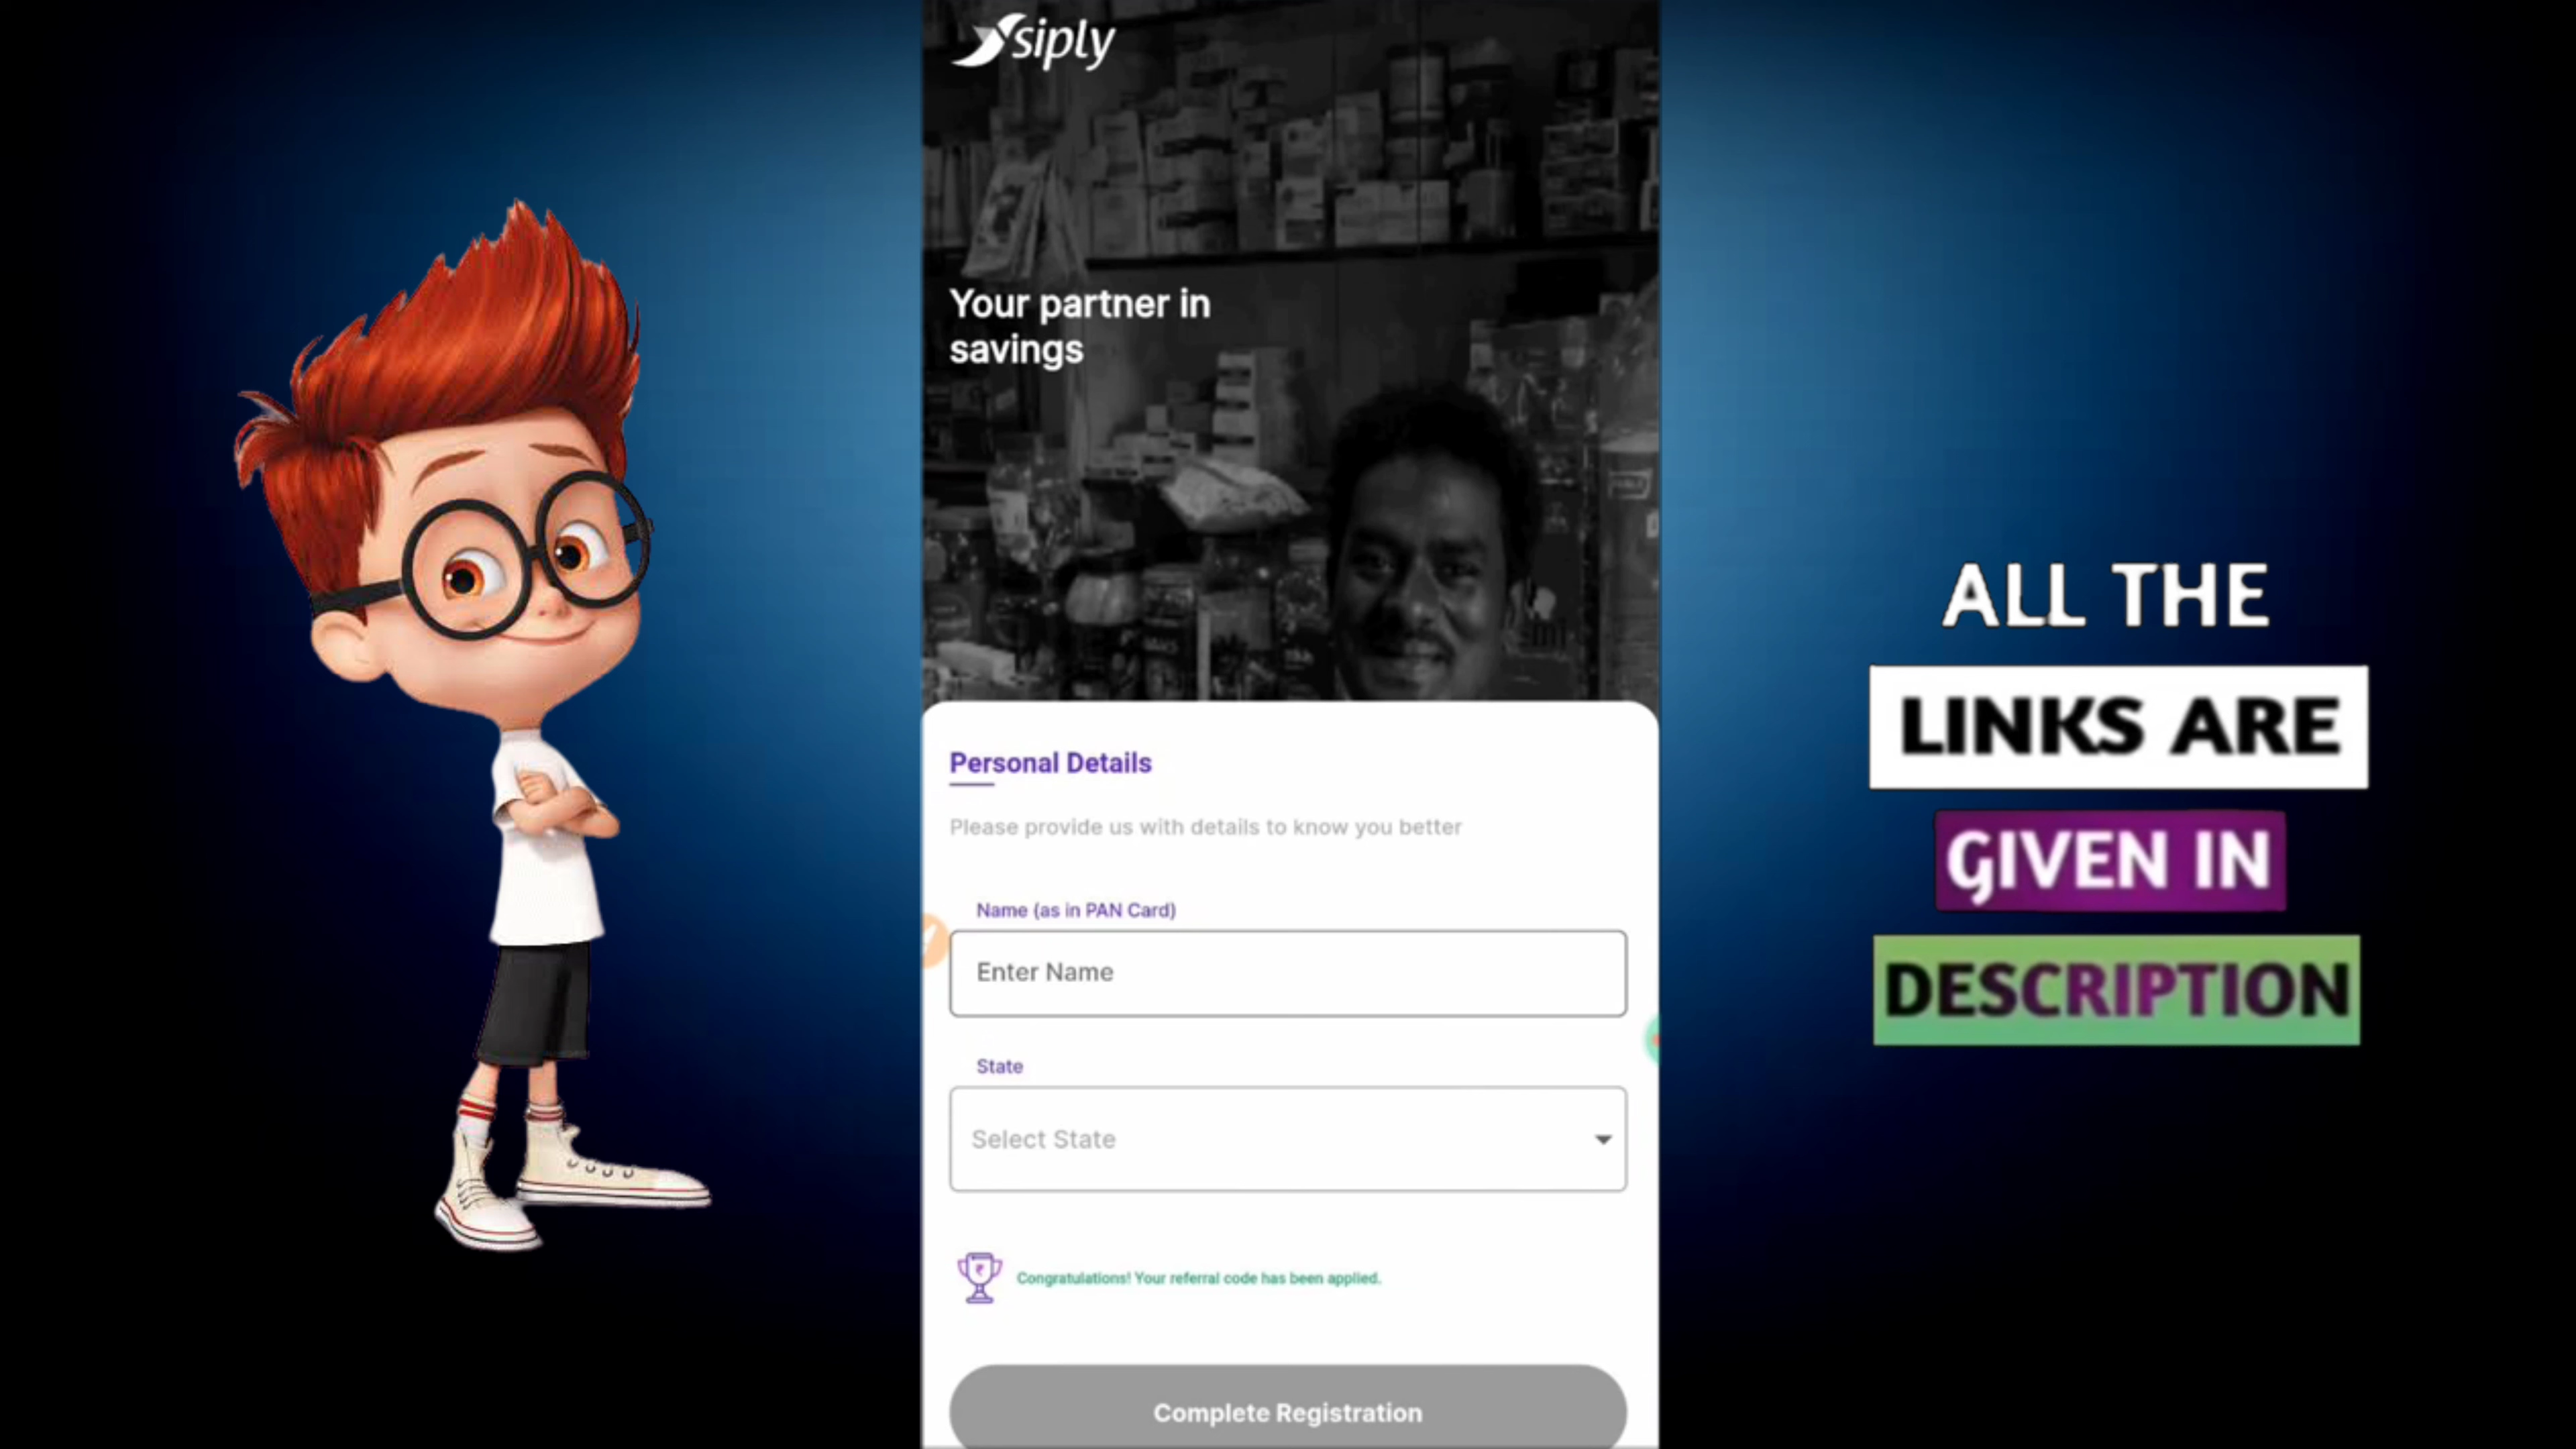 siply
Your partner in
savings
Personal Details
Please provide us with details to know you better
Name (as in PAN Card)
Enter Name
State
Select State
Congratulations! Your referral code has been applied.
Complete Registration
ALL THE
LINKS ARE
GIVEN IN
DESCRIPTION